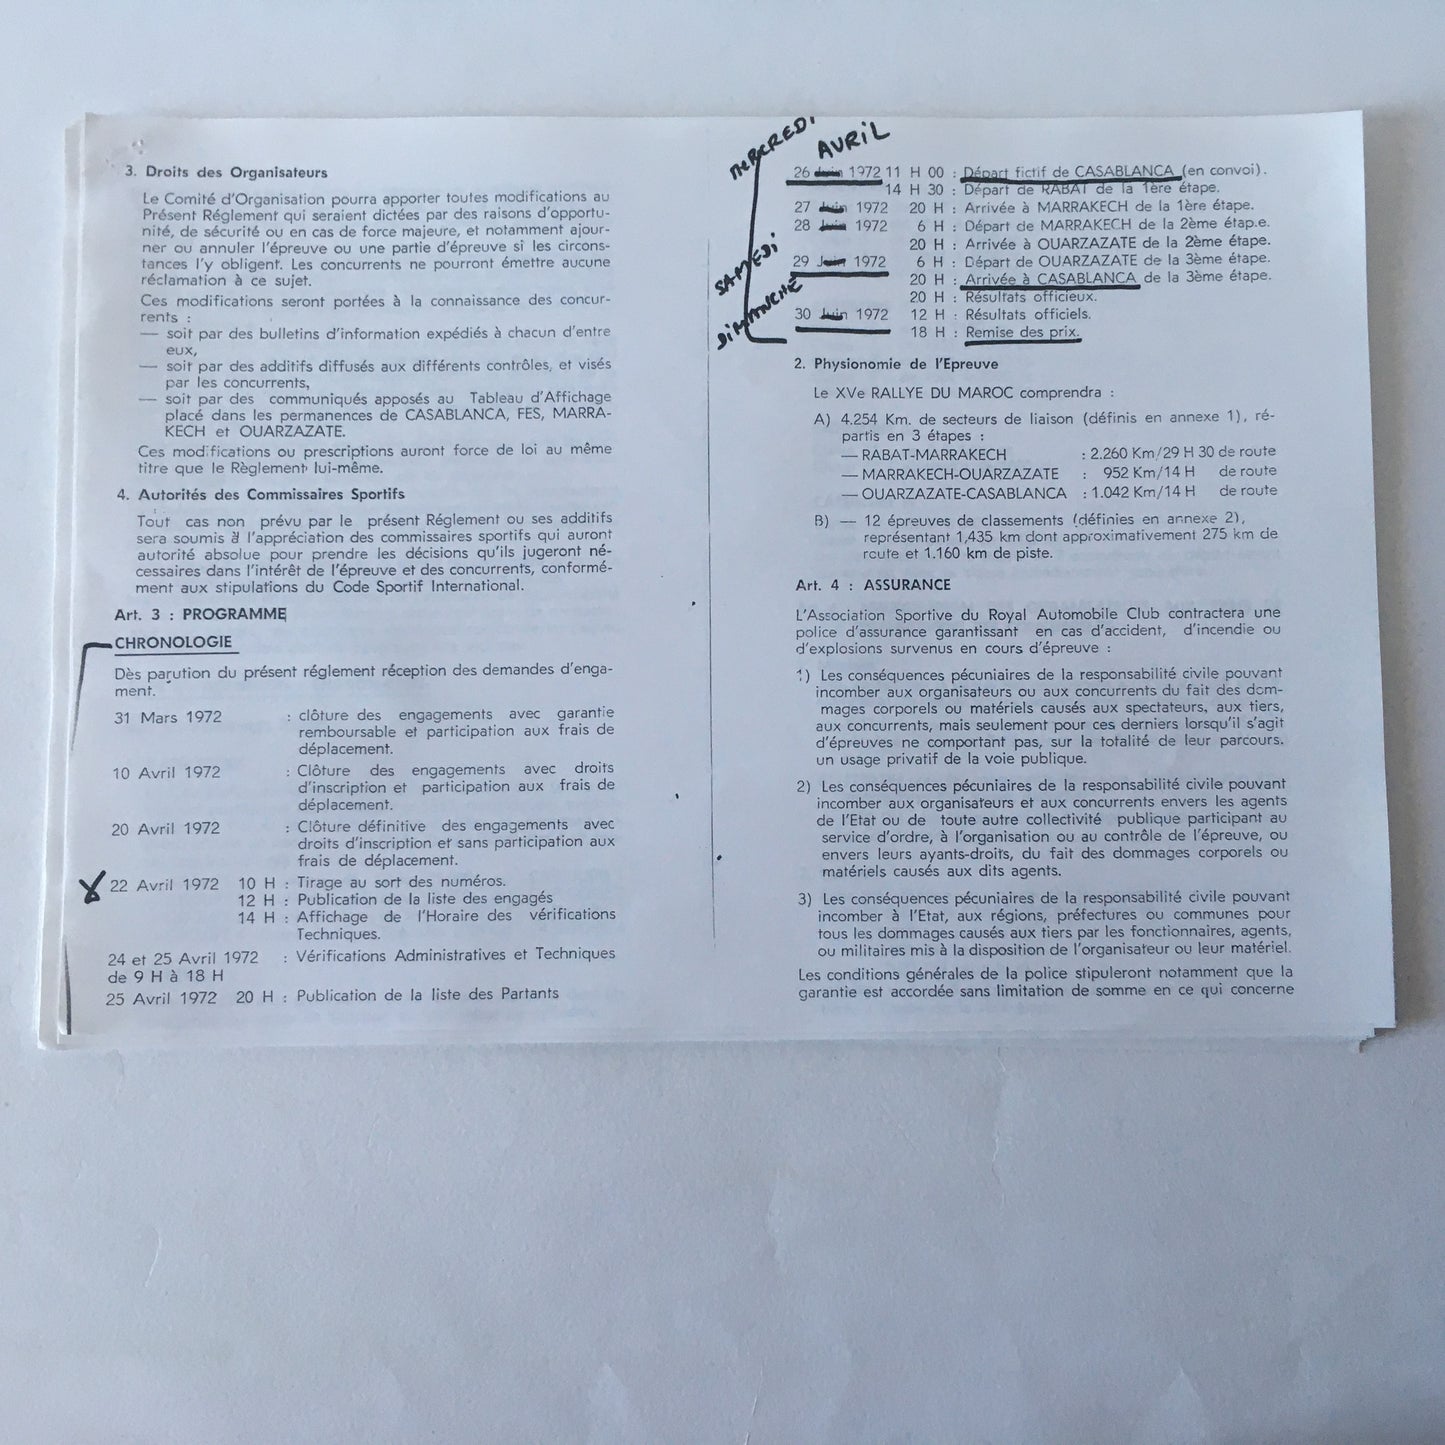 3. Droits des Organisateurs
Le Comité d'Organisation pourra apporter toutes modifications au
Présent Réglement qui seraient dictées par des raisons d'opportu-
nité, de sécurité ou en cas de force majeure, et notamment ajour-
ner ou annuler l'épreuve ou une partie d'épreuve si les circons-
tances l'y obligent. Les concurrents ne pourront émettre aucune
réclamation à ce sujet.
Ces modifications seront portées à la connaissance des concur-
rents :
— soit par des bulletins d'information expédiés à chacun d'entre
eux,
— soit par des additifs diffusés aux différents contrôles, et visés
par les concurrents,
— soit par des communiqués apposés au Tableau d'Affichage
placé dans les permanences de CASABLANCA, FES, MARRA-
KECH et OUARZAZATE.
Ces modifications ou prescriptions auront force de loi au même
titre que le Règlement lui-même.
4. Autorités des Commissaires Sportifs
Tout cas non prévu par le présent Réglement ou ses additifs
sera soumis à l'appréciation des commissaires sportifs qui auront
autorité absolue pour prendre les décisions qu'ils jugeront né-
cessaires dans l'intérêt de l'épreuve et des concurrents, conformé-
ment aux stipulations du Code Sportif International.
Art. 3 : PROGRAMME
CHRONOLOGIE
Dès parution du présent réglement réception des demandes d'enga-
ment.
31 Mars 1972 : clôture des engagements avec garantie
remboursable et participation aux frais de
déplacement.
10 Avril 1972 : Clôture des engagements avec droits
d'inscription et participation aux frais de
déplacement.
20 Avril 1972 : Clôture définitive des engagements avec
droits d'inscription et sans participation aux
frais de déplacement.
22 Avril 1972 10 H : Tirage au sort des numéros.
12 H : Publication de la liste des engagés
14 H : Affichage de l'Horaire des vérifications
Techniques.
24 et 25 Avril 1972 : Vérifications Administratives et Techniques
de 9 H à 18 H
25 Avril 1972 20 H : Publication de la liste des Partants
MERCREDI
AVRIL
26 Juin 1972 11 H 00 : Départ fictif de CASABLANCA (en convoi).
14 H 30 : Départ de RABAT de la 1ère étape.
27 Juin 1972 20 H : Arrivée à MARRAKECH de la 1ère étape.
28 Juin 1972 6 H : Départ de MARRAKECH de la 2ème étap.e.
20 H : Arrivée à OUARZAZATE de la 2ème étape.
SAMEDI
29 Juin 1972 6 H : Départ de OUARZAZATE de la 3ème étape.
20 H : Arrivée à CASABLANCA de la 3ème étape.
20 H : Résultats officieux.
DIMANCHE
30 Juin 1972 12 H : Résultats officiels.
18 H : Remise des prix.
2. Physionomie de l'Epreuve
Le XVe RALLYE DU MAROC comprendra :
A) 4.254 Km. de secteurs de liaison (définis en annexe 1), ré-
partis en 3 étapes :
— RABAT-MARRAKECH : 2.260 Km/29 H 30 de route
— MARRAKECH-OUARZAZATE : 952 Km/14 H de route
— OUARZAZATE-CASABLANCA : 1.042 Km/14 H de route
B) — 12 épreuves de classements (définies en annexe 2),
représentant 1,435 km dont approximativement 275 km de
route et 1.160 km de piste.
Art. 4 : ASSURANCE
L'Association Sportive du Royal Automobile Club contractera une
police d'assurance garantissant en cas d'accident, d'incendie ou
d'explosions survenus en cours d'épreuve :
1) Les conséquences pécuniaires de la responsabilité civile pouvant
incomber aux organisateurs ou aux concurrents du fait des dom-
mages corporels ou matériels causés aux spectateurs, aux tiers,
aux concurrents, mais seulement pour ces derniers lorsqu'il s'agit
d'épreuves ne comportant pas, sur la totalité de leur parcours.
un usage privatif de la voie publique.
2) Les conséquences pécuniaires de la responsabilité civile pouvant
incomber aux organisateurs et aux concurrents envers les agents
de l'Etat ou de toute autre collectivité publique participant au
service d'ordre, à l'organisation ou au contrôle de l'épreuve, ou
envers leurs ayants-droits, du fait des dommages corporels ou
matériels causés aux dits agents.
3) Les conséquences pécuniaires de la responsabilité civile pouvant
incomber à l'Etat, aux régions, préfectures ou communes pour
tous les dommages causés aux tiers par les fonctionnaires, agents,
ou militaires mis à la disposition de l'organisateur ou leur matériel.
Les conditions générales de la police stipuleront notamment que la
garantie est accordée sans limitation de somme en ce qui concerne